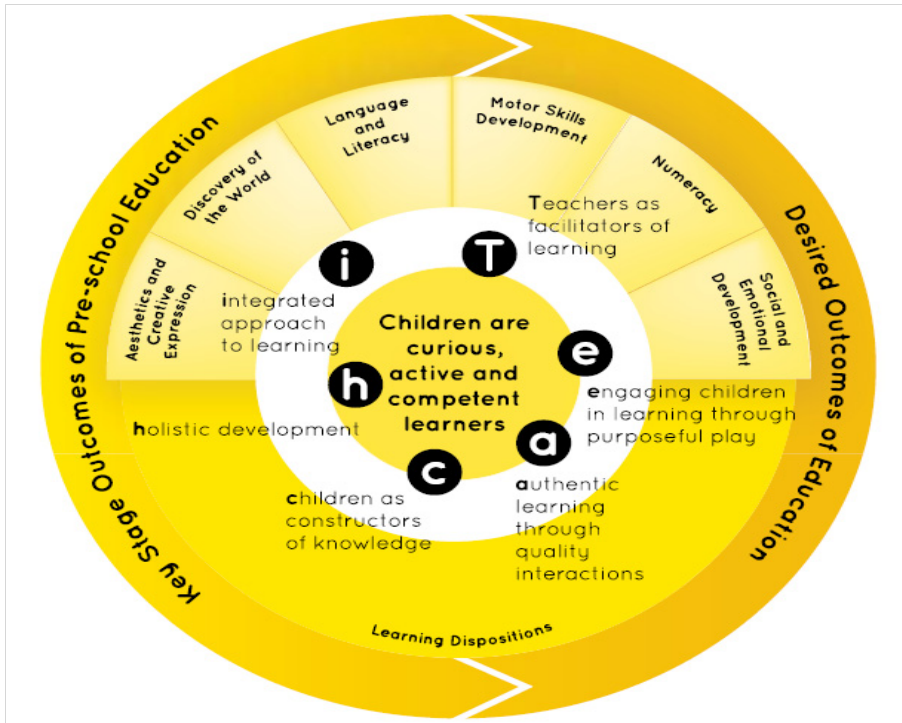 Key Stage Outcomes of Pre-school Education
Desired Outcomes of Education
Aesthetics and
Creative
Expression
Discovery of
the World
Language
and
Literacy
Motor Skills
Development
Numeracy
Social and
Emotional
Development
i
integrated
approach
to learning
T
Teachers as
facilitators of
learning
e
engaging children
in learning through
purposeful play
a
authentic
learning
through
quality
interactions
c
children as
constructors
of knowledge
h
holistic development
Children are
curious,
active and
competent
learners
Learning Dispositions